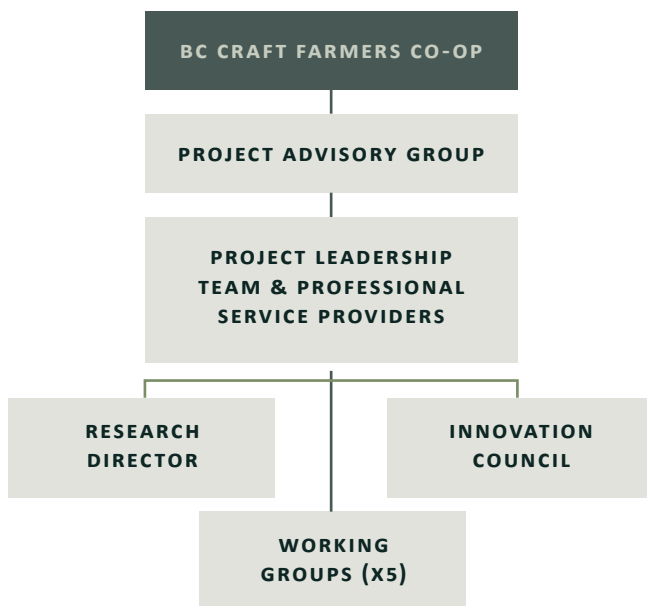 BC CRAFT FARMERS CO-OP
PROJECT ADVISORY GROUP
PROJECT LEADERSHIP
TEAM & PROFESSIONAL
SERVICE PROVIDERS
RESEARCH
DIRECTOR
INNOVATION
COUNCIL
WORKING
GROUPS (X5)